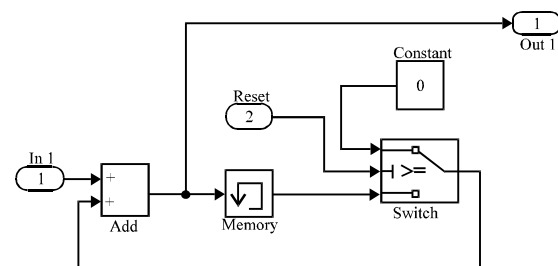 1
Out 1
Constant
0
Reset
2
In 1
1
+
+
Add
Memory
>=
Switch